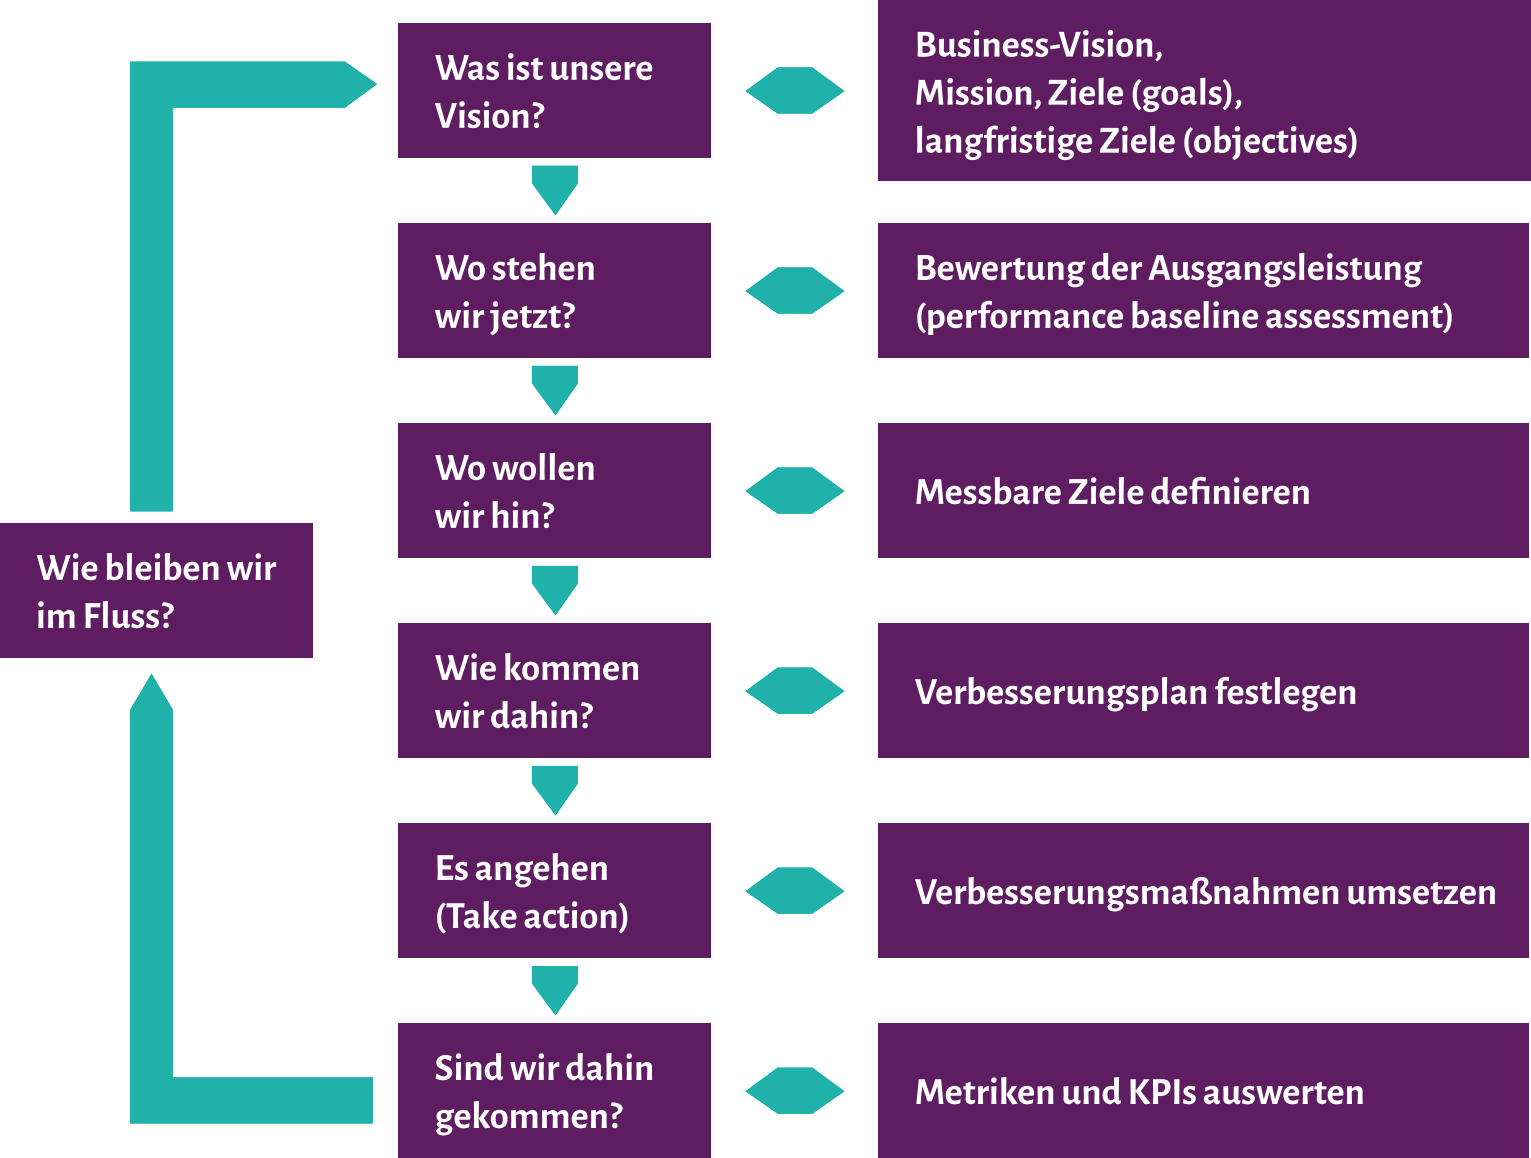 Was ist unsere
Vision?
Business-Vision,
Mission, Ziele (goals),
langfristige Ziele (objectives)
Wo stehen
wir jetzt?
Bewertung der Ausgangsleistung
(performance baseline assessment)
Wo wollen
wir hin?
Messbare Ziele definieren
Wie bleiben wir
im Fluss?
Wie kommen
wir dahin?
Verbesserungsplan festlegen
Es angehen
(Take action)
Verbesserungsmaßnahmen umsetzen
Sind wir dahin
gekommen?
Metriken und KPIs auswerten